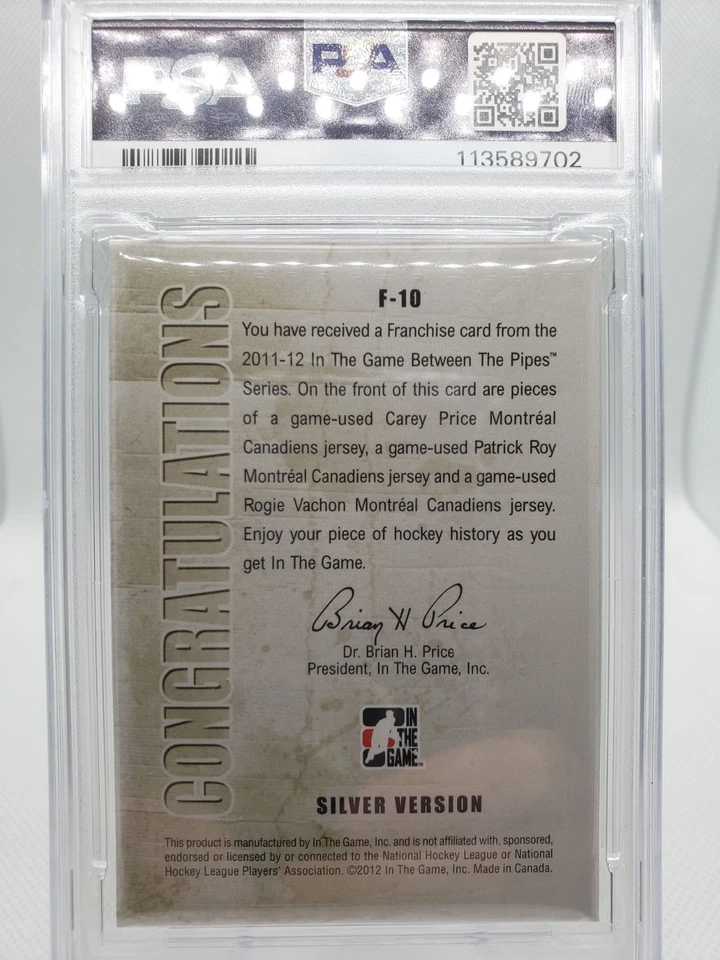 PSA
PSA
113589702
CONGRATULATIONS
F-10
You have received a Franchise card from the
2011-12 In The Game Between The Pipes™
Series. On the front of this card are pieces
of a game-used Carey Price Montréal
Canadiens jersey, a game-used Patrick Roy
Montréal Canadiens jersey and a game-used
Rogie Vachon Montréal Canadiens jersey.
Enjoy your piece of hockey history as you
get In The Game.
Brian H Price
Dr. Brian H. Price
President, In The Game, Inc.
IN
THE
GAME
SILVER VERSION
This product is manufactured by In The Game, Inc. and is not affiliated with, sponsored,
endorsed or licensed by or connected to the National Hockey League or National
Hockey League Players' Association. ©2012 In The Game, Inc. Made in Canada.